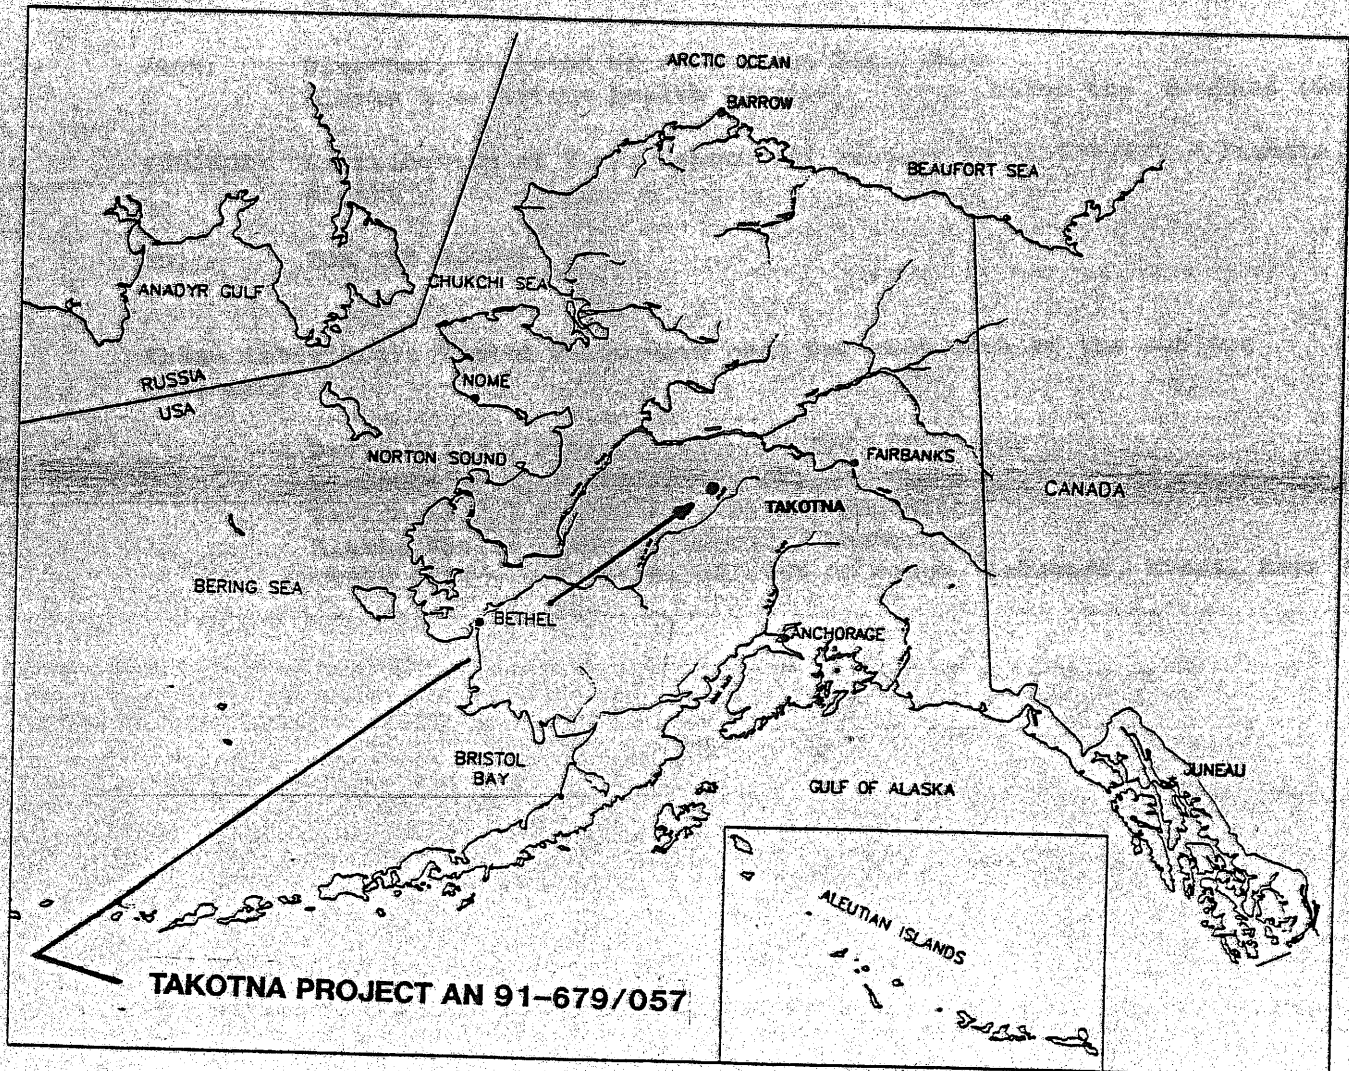 ARCTIC OCEAN
BARROW
BEAUFORT SEA
CHUKCHI SEA
ANADYR GULF
RUSSIA
USA
NOME
NORTON SOUND
FAIRBANKS
CANADA
TAKOTNA
BERING SEA
BETHEL
ANCHORAGE
BRISTOL
BAY
JUNEAU
GULF OF ALASKA
ALEUTIAN ISLANDS
TAKOTNA PROJECT AN 91-679/057